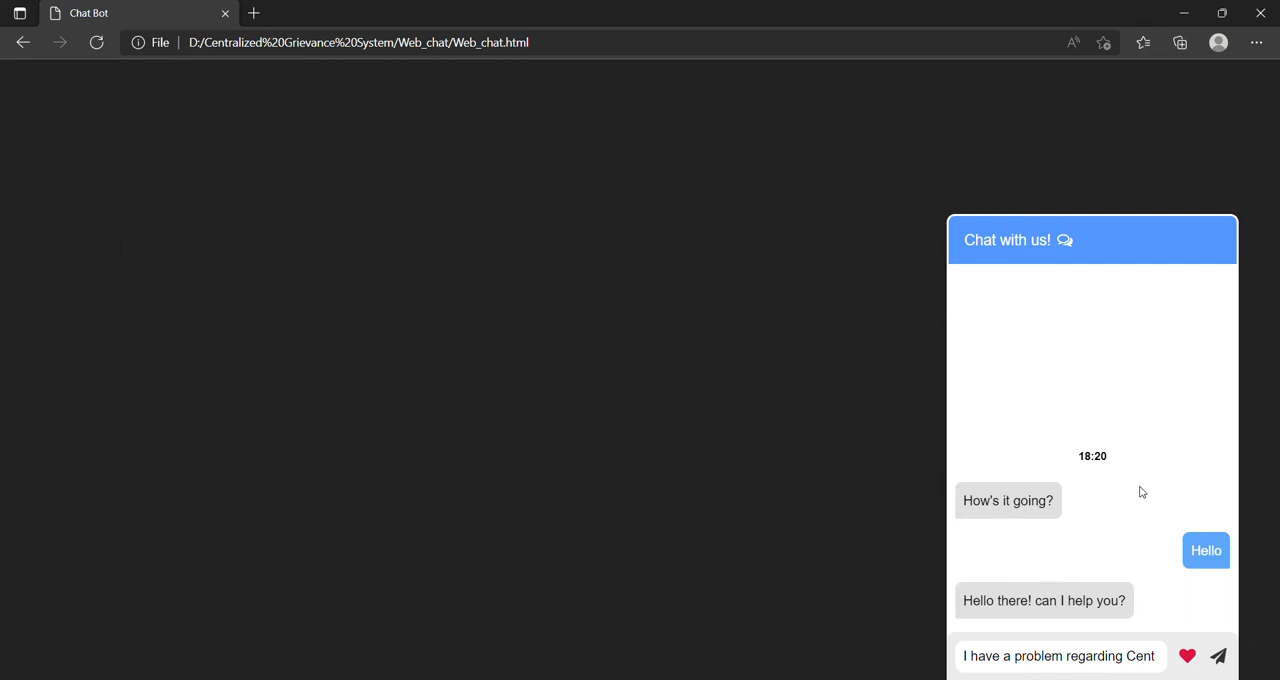 Chat Bot
File
D:/Centralized%20Grievance%20System/Web_chat/Web_chat.html
Chat with us!
18:20
How's it going?
Hello
Hello there! can I help you?
I have a problem regarding Cent